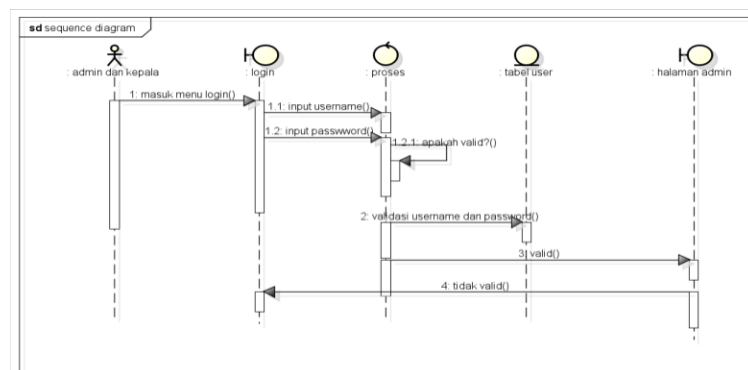 sd sequence diagram
: admin dan kepala
: login
: proses
: tabel user
: halaman admin
1: masuk menu login()
1.1: input username()
1.2: input passwword()
1.2.1: apakah valid?()
2: validasi username dan password()
3: valid()
4: tidak valid()